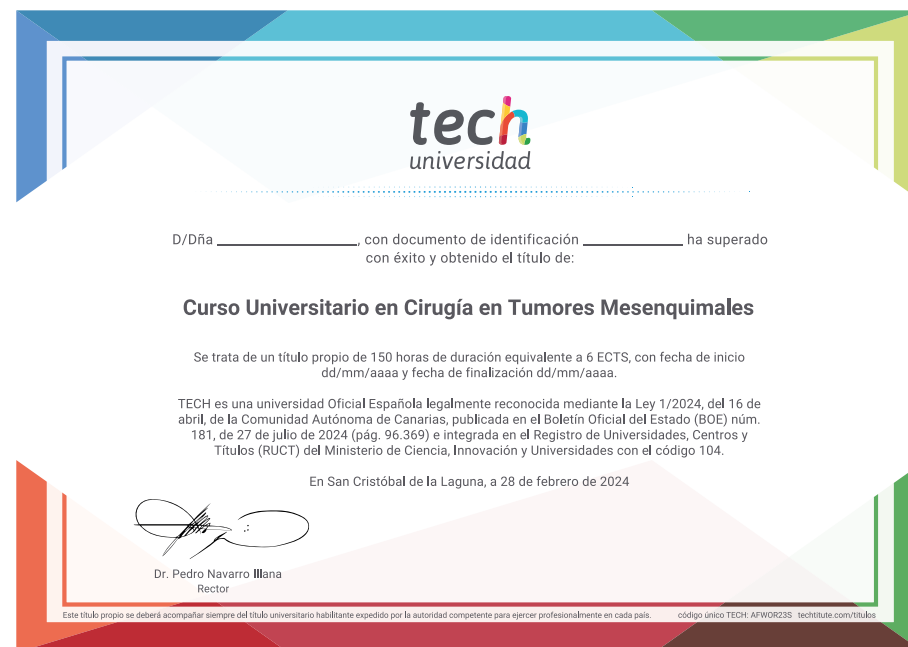 tech
universidad
D/Dña ____________________, con documento de identificación ______________ ha superado
con éxito y obtenido el título de:
Curso Universitario en Cirugía en Tumores Mesenquimales
Se trata de un título propio de 150 horas de duración equivalente a 6 ECTS, con fecha de inicio
dd/mm/aaaa y fecha de finalización dd/mm/aaaa.
TECH es una universidad Oficial Española legalmente reconocida mediante la Ley 1/2024, del 16 de
abril, de la Comunidad Autónoma de Canarias, publicada en el Boletín Oficial del Estado (BOE) núm.
181, de 27 de julio de 2024 (pág. 96.369) e integrada en el Registro de Universidades, Centros y
Títulos (RUCT) del Ministerio de Ciencia, Innovación y Universidades con el código 104.
En San Cristóbal de la Laguna, a 28 de febrero de 2024
Dr. Pedro Navarro Illana
Rector
Este título propio se deberá acompañar siempre del título universitario habilitante expedido por la autoridad competente para ejercer profesionalmente en cada país. código único TECH: AFWOR23S techtitute.com/titulos